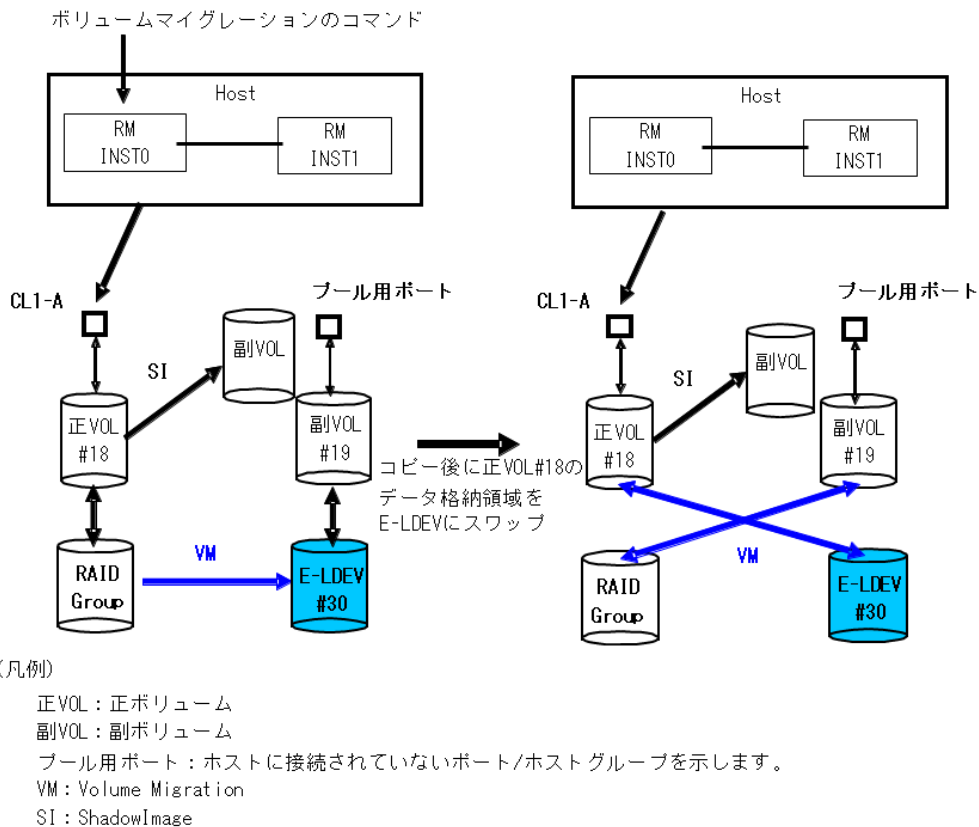 ボリュームマイグレーションのコマンド
Host
RM
INST0
RM
INST1
CL1-A
プール用ポート
SI
副VOL
正VOL
#18
副VOL
#19
VM
RAID
Group
E-LDEV
#30
コピー後に正VOL#18の
データ格納領域を
E-LDEVにスワップ
Host
RM
INST0
RM
INST1
CL1-A
プール用ポート
SI
副VOL
正VOL
#18
副VOL
#19
VM
RAID
Group
E-LDEV
#30
(凡例)
正VOL：正ボリューム
副VOL：副ボリューム
プール用ポート：ホストに接続されていないポート/ホストグループを示します。
VM：Volume Migration
SI：ShadowImage